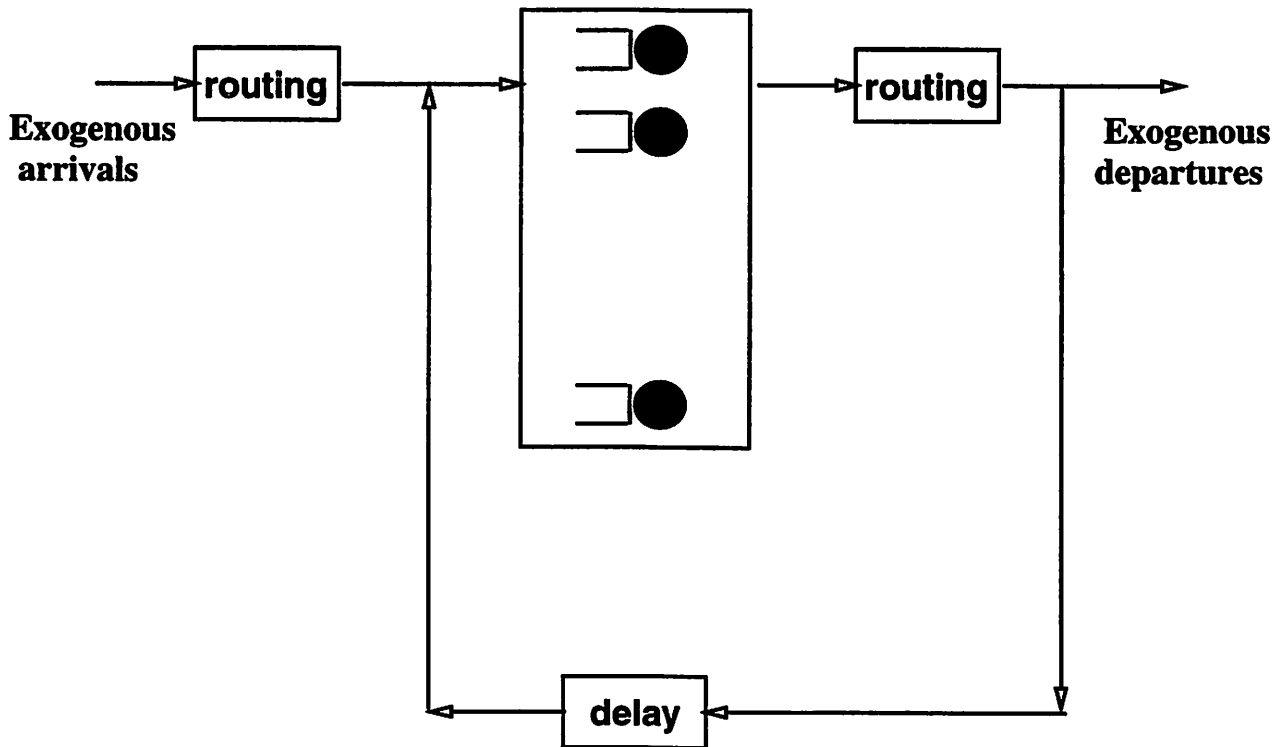 routing
routing
Exogenous
arrivals
Exogenous
departures
delay